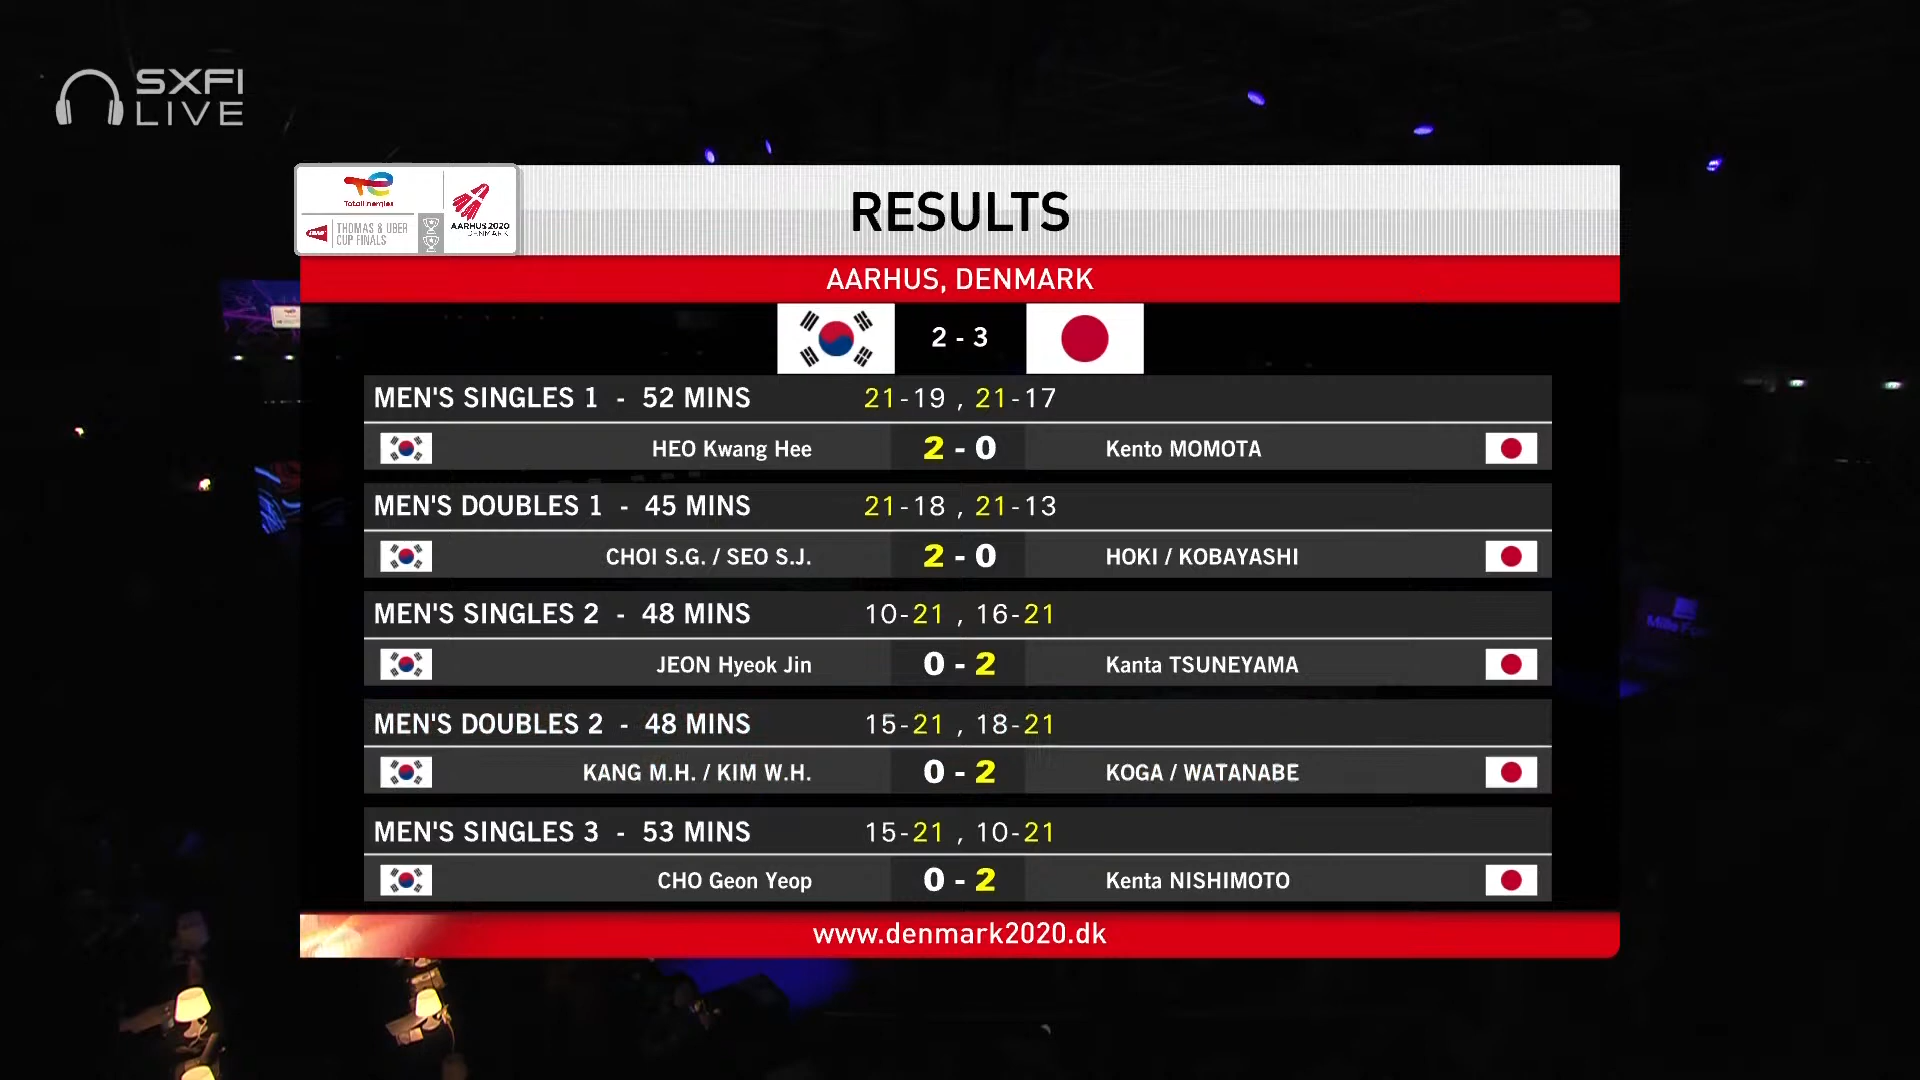 SXFI
LIVE
TotalEnergies
THOMAS & UBER
CUP FINALS
AARHUS 2020
DENMARK
RESULTS
AARHUS, DENMARK
2 - 3
MEN'S SINGLES 1 - 52 MINS 21-19 , 21-17
HEO Kwang Hee 2 - 0 Kento MOMOTA
MEN'S DOUBLES 1 - 45 MINS 21-18 , 21-13
CHOI S.G. / SEO S.J. 2 - 0 HOKI / KOBAYASHI
MEN'S SINGLES 2 - 48 MINS 10-21 , 16-21
JEON Hyeok Jin 0 - 2 Kanta TSUNEYAMA
MEN'S DOUBLES 2 - 48 MINS 15-21 , 18-21
KANG M.H. / KIM W.H. 0 - 2 KOGA / WATANABE
MEN'S SINGLES 3 - 53 MINS 15-21 , 10-21
CHO Geon Yeop 0 - 2 Kenta NISHIMOTO
www.denmark2020.dk